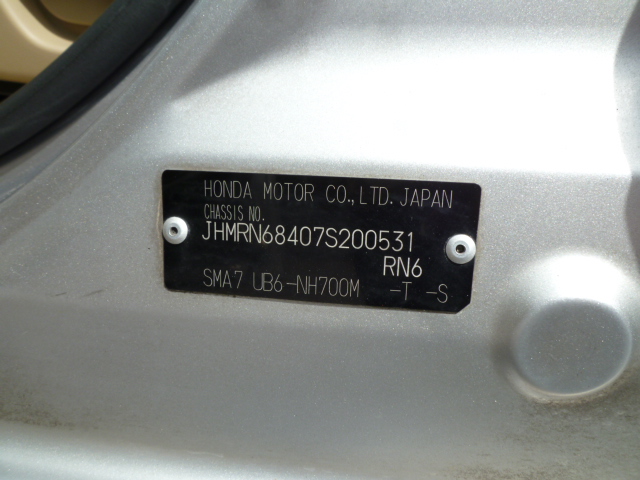 HONDA MOTOR CO.,LTD. JAPAN
CHASSIS NO.
JHMRN68407S200531
RN6
SMA7 UB6-NH700M -T -S